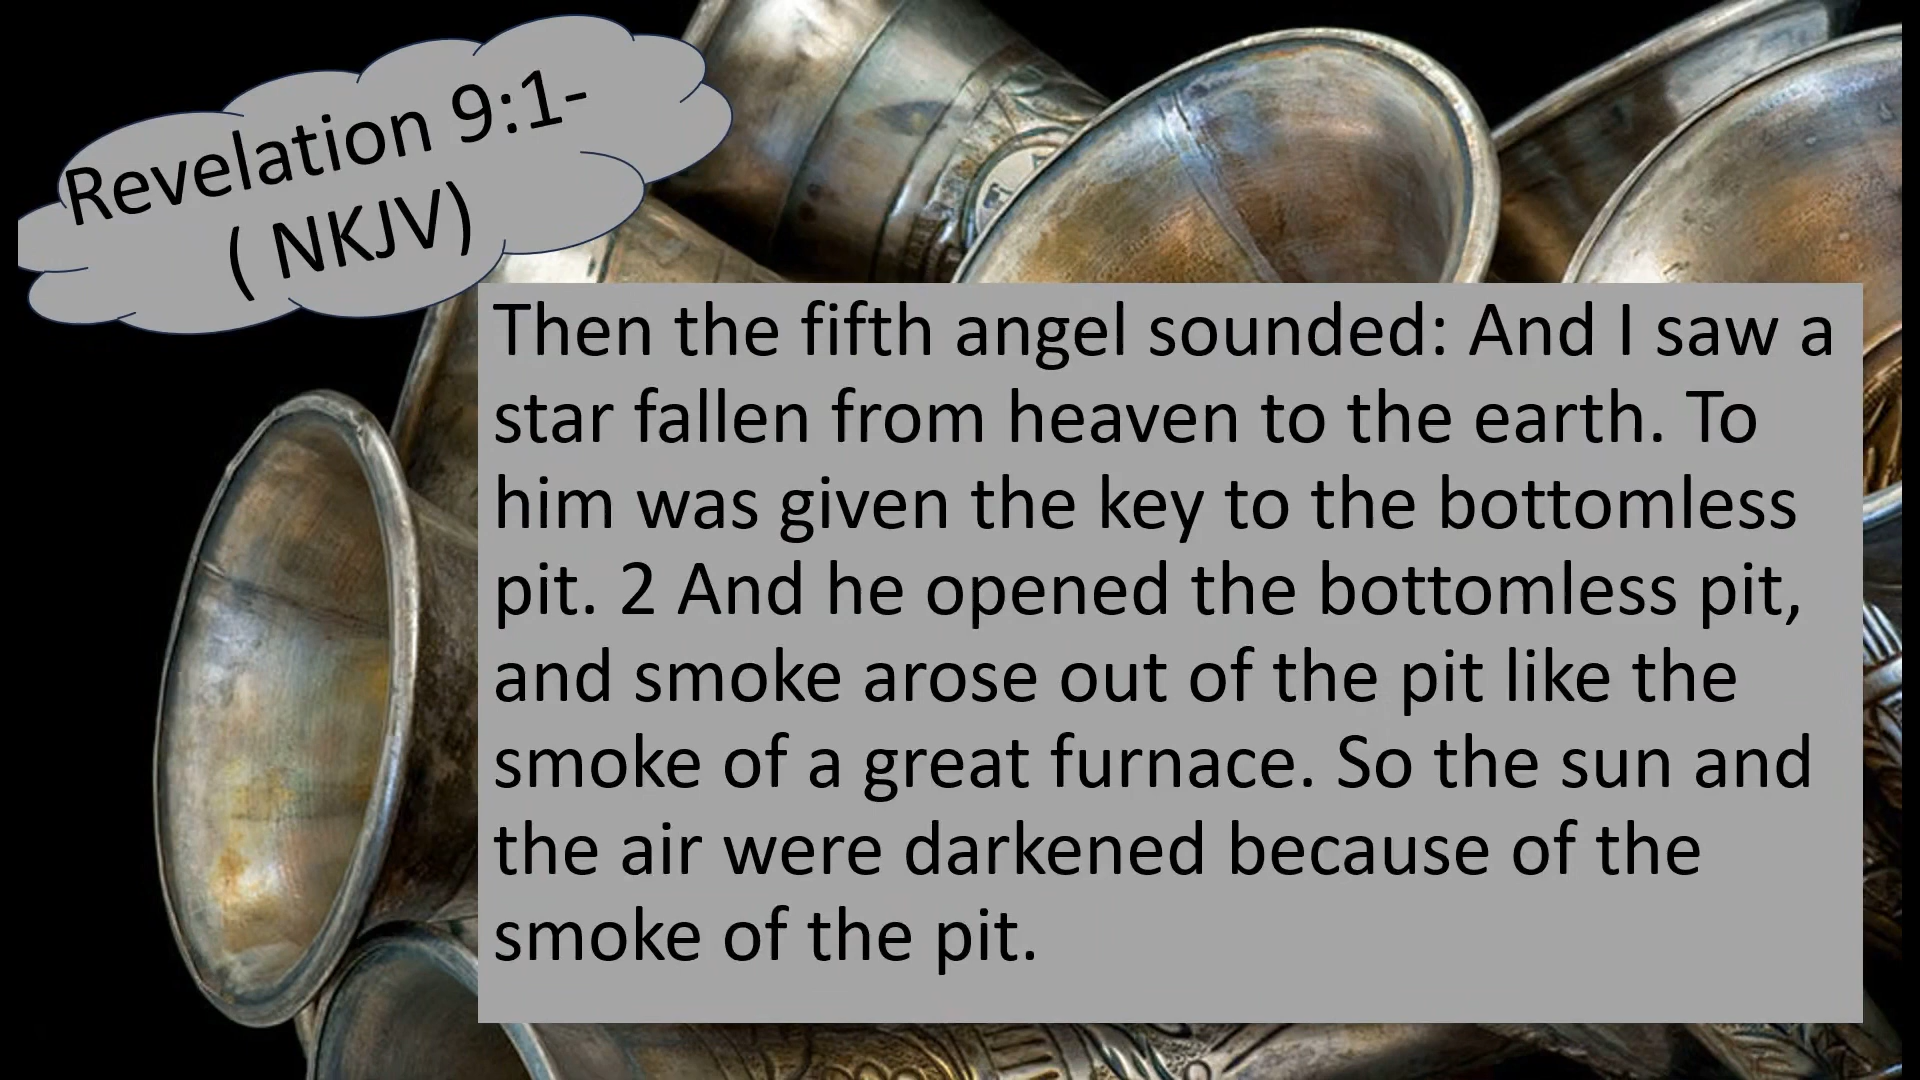 Revelation 9:1-
( NKJV)
Then the fifth angel sounded: And I saw a
star fallen from heaven to the earth. To
him was given the key to the bottomless
pit. 2 And he opened the bottomless pit,
and smoke arose out of the pit like the
smoke of a great furnace. So the sun and
the air were darkened because of the
smoke of the pit.